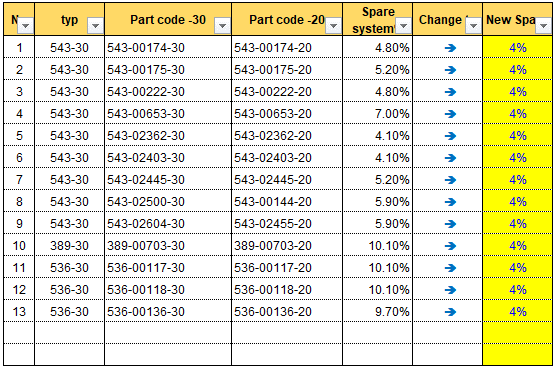 N. typ Part code -30 Part code -20 Spare system Change New Spa
1 543-30 543-00174-30 543-00174-20 4.80% ➔ 4%
2 543-30 543-00175-30 543-00175-20 5.20% ➔ 4%
3 543-30 543-00222-30 543-00222-20 4.80% ➔ 4%
4 543-30 543-00653-30 543-00653-20 7.00% ➔ 4%
5 543-30 543-02362-30 543-02362-20 4.10% ➔ 4%
6 543-30 543-02403-30 543-02403-20 4.10% ➔ 4%
7 543-30 543-02445-30 543-02445-20 5.20% ➔ 4%
8 543-30 543-02500-30 543-00144-20 5.90% ➔ 4%
9 543-30 543-02604-30 543-02455-20 5.90% ➔ 4%
10 389-30 389-00703-30 389-00703-20 10.10% ➔ 4%
11 536-30 536-00117-30 536-00117-20 10.10% ➔ 4%
12 536-30 536-00118-30 536-00118-20 10.10% ➔ 4%
13 536-30 536-00136-30 536-00136-20 9.70% ➔ 4%